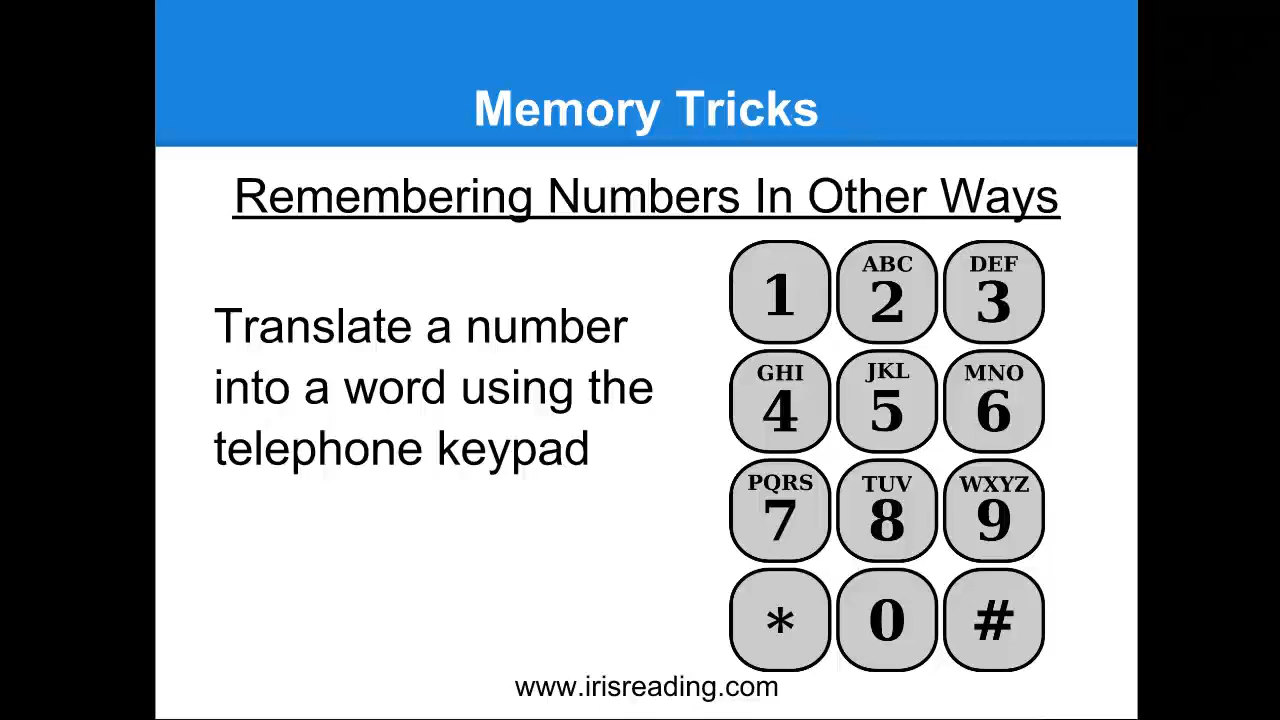 Memory Tricks
Remembering Numbers In Other Ways
Translate a number
into a word using the
telephone keypad
1 ABC 2 DEF 3
GHI 4 JKL 5 MNO 6
PQRS 7 TUV 8 WXYZ 9
* 0 #
www.irisreading.com